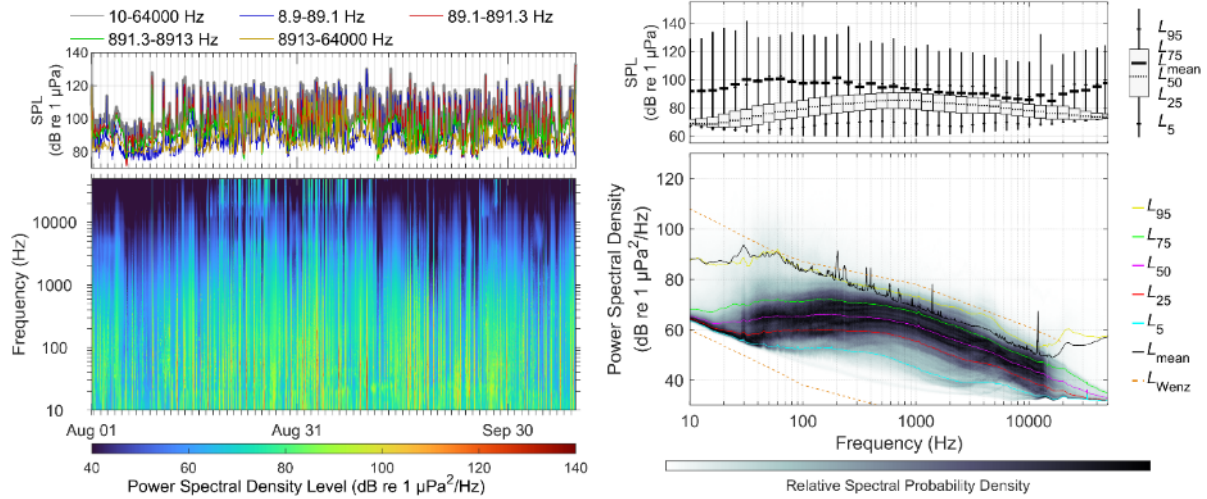 10-64000 Hz
8.9-89.1 Hz
89.1-891.3 Hz
891.3-8913 Hz
8913-64000 Hz
SPL
(dB re 1 µPa)
140
120
100
80
Frequency (Hz)
10000
1000
100
10
Aug 01
Aug 31
Sep 30
40
60
80
100
120
140
Power Spectral Density Level (dB re 1 µPa²/Hz)
SPL
(dB re 1 µPa)
140
120
100
80
60
L95
L75
Lmean
L50
L25
L5
Power Spectral Density
(dB re 1 µPa²/Hz)
120
100
80
60
40
10
100
1000
10000
Frequency (Hz)
L95
L75
L50
L25
L5
Lmean
LWenz
Relative Spectral Probability Density